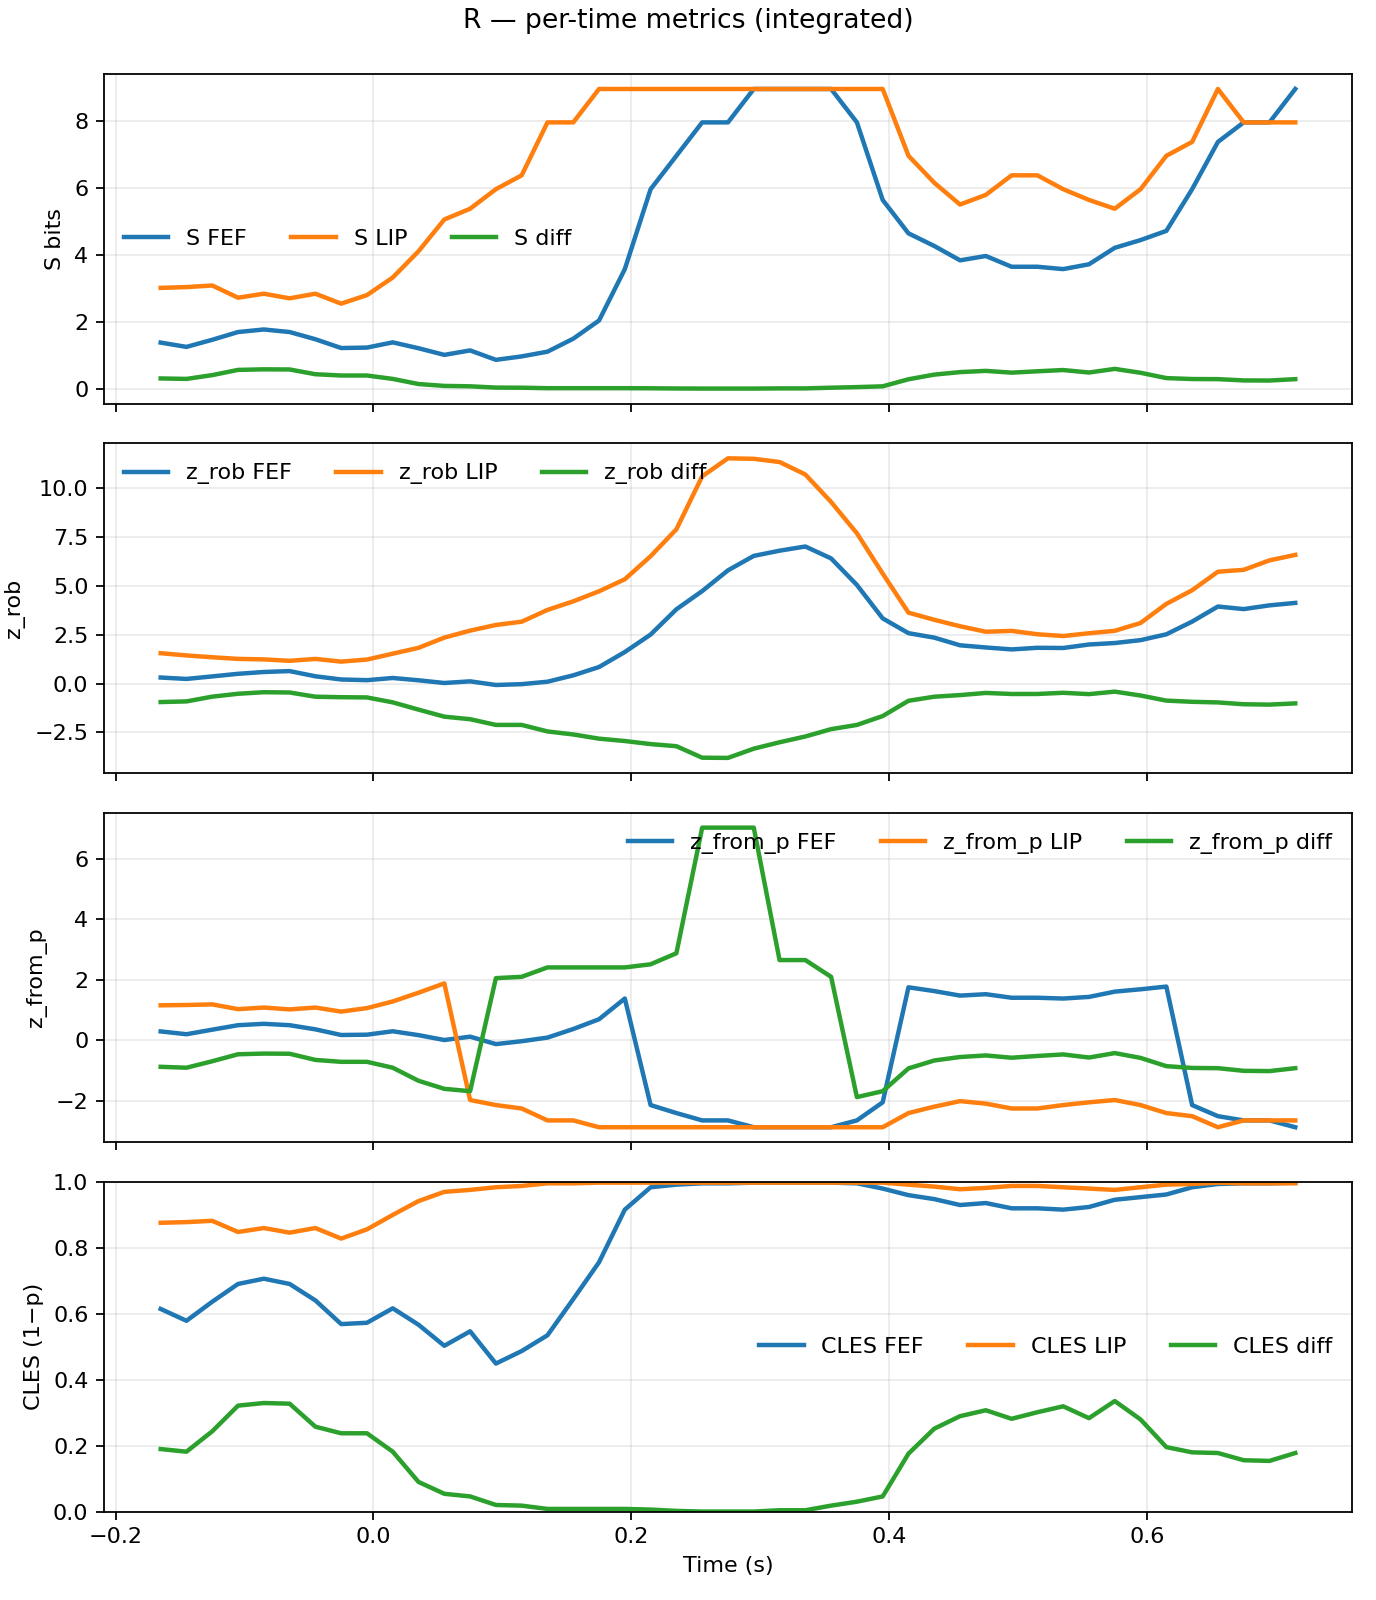 R — per-time metrics (integrated)
8
6
4
2
0
S bits
S FEF
S LIP
S diff
10.0
7.5
5.0
2.5
0.0
−2.5
z_rob
z_rob FEF
z_rob LIP
z_rob diff
6
4
2
0
−2
z_from_p
z_from_p FEF
z_from_p LIP
z_from_p diff
1.0
0.8
0.6
0.4
0.2
0.0
CLES (1−p)
CLES FEF
CLES LIP
CLES diff
−0.2
0.0
0.2
0.4
0.6
Time (s)